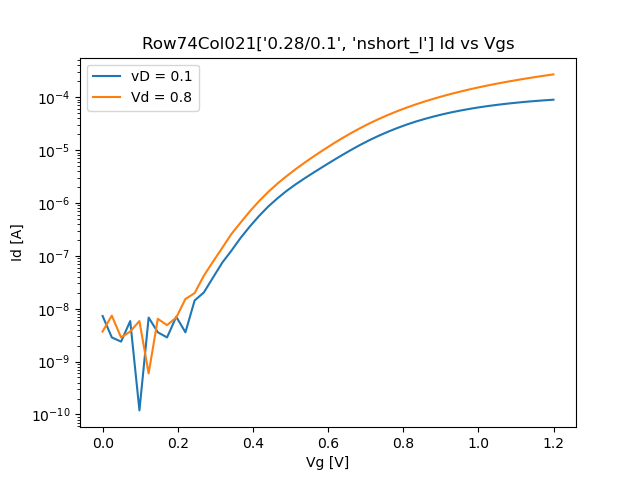 Row74Col021['0.28/0.1', 'nshort_l'] Id vs Vgs
vD = 0.1
Vd = 0.8
Id [A]
10⁻⁴
10⁻⁵
10⁻⁶
10⁻⁷
10⁻⁸
10⁻⁹
10⁻¹⁰
0.0 0.2 0.4 0.6 0.8 1.0 1.2
Vg [V]